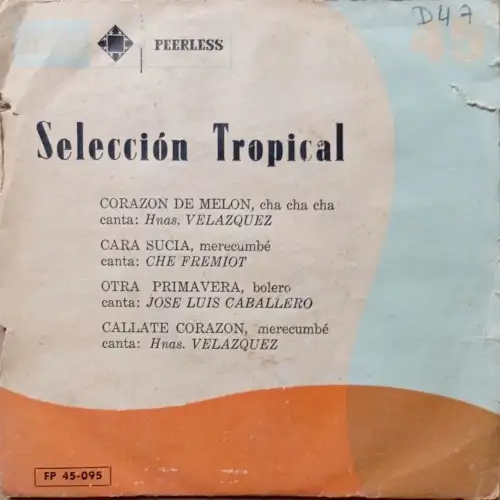 D47
45
PEERLESS
Selección Tropical
CORAZON DE MELON, cha cha cha
canta: Hnas. VELAZQUEZ
CARA SUCIA, merecumbé
canta: CHE FREMIOT
OTRA PRIMAVERA, bolero
canta: JOSE LUIS CABALLERO
CALLATE CORAZON, merecumbé
canta: Hnas. VELAZQUEZ
FP 45-095